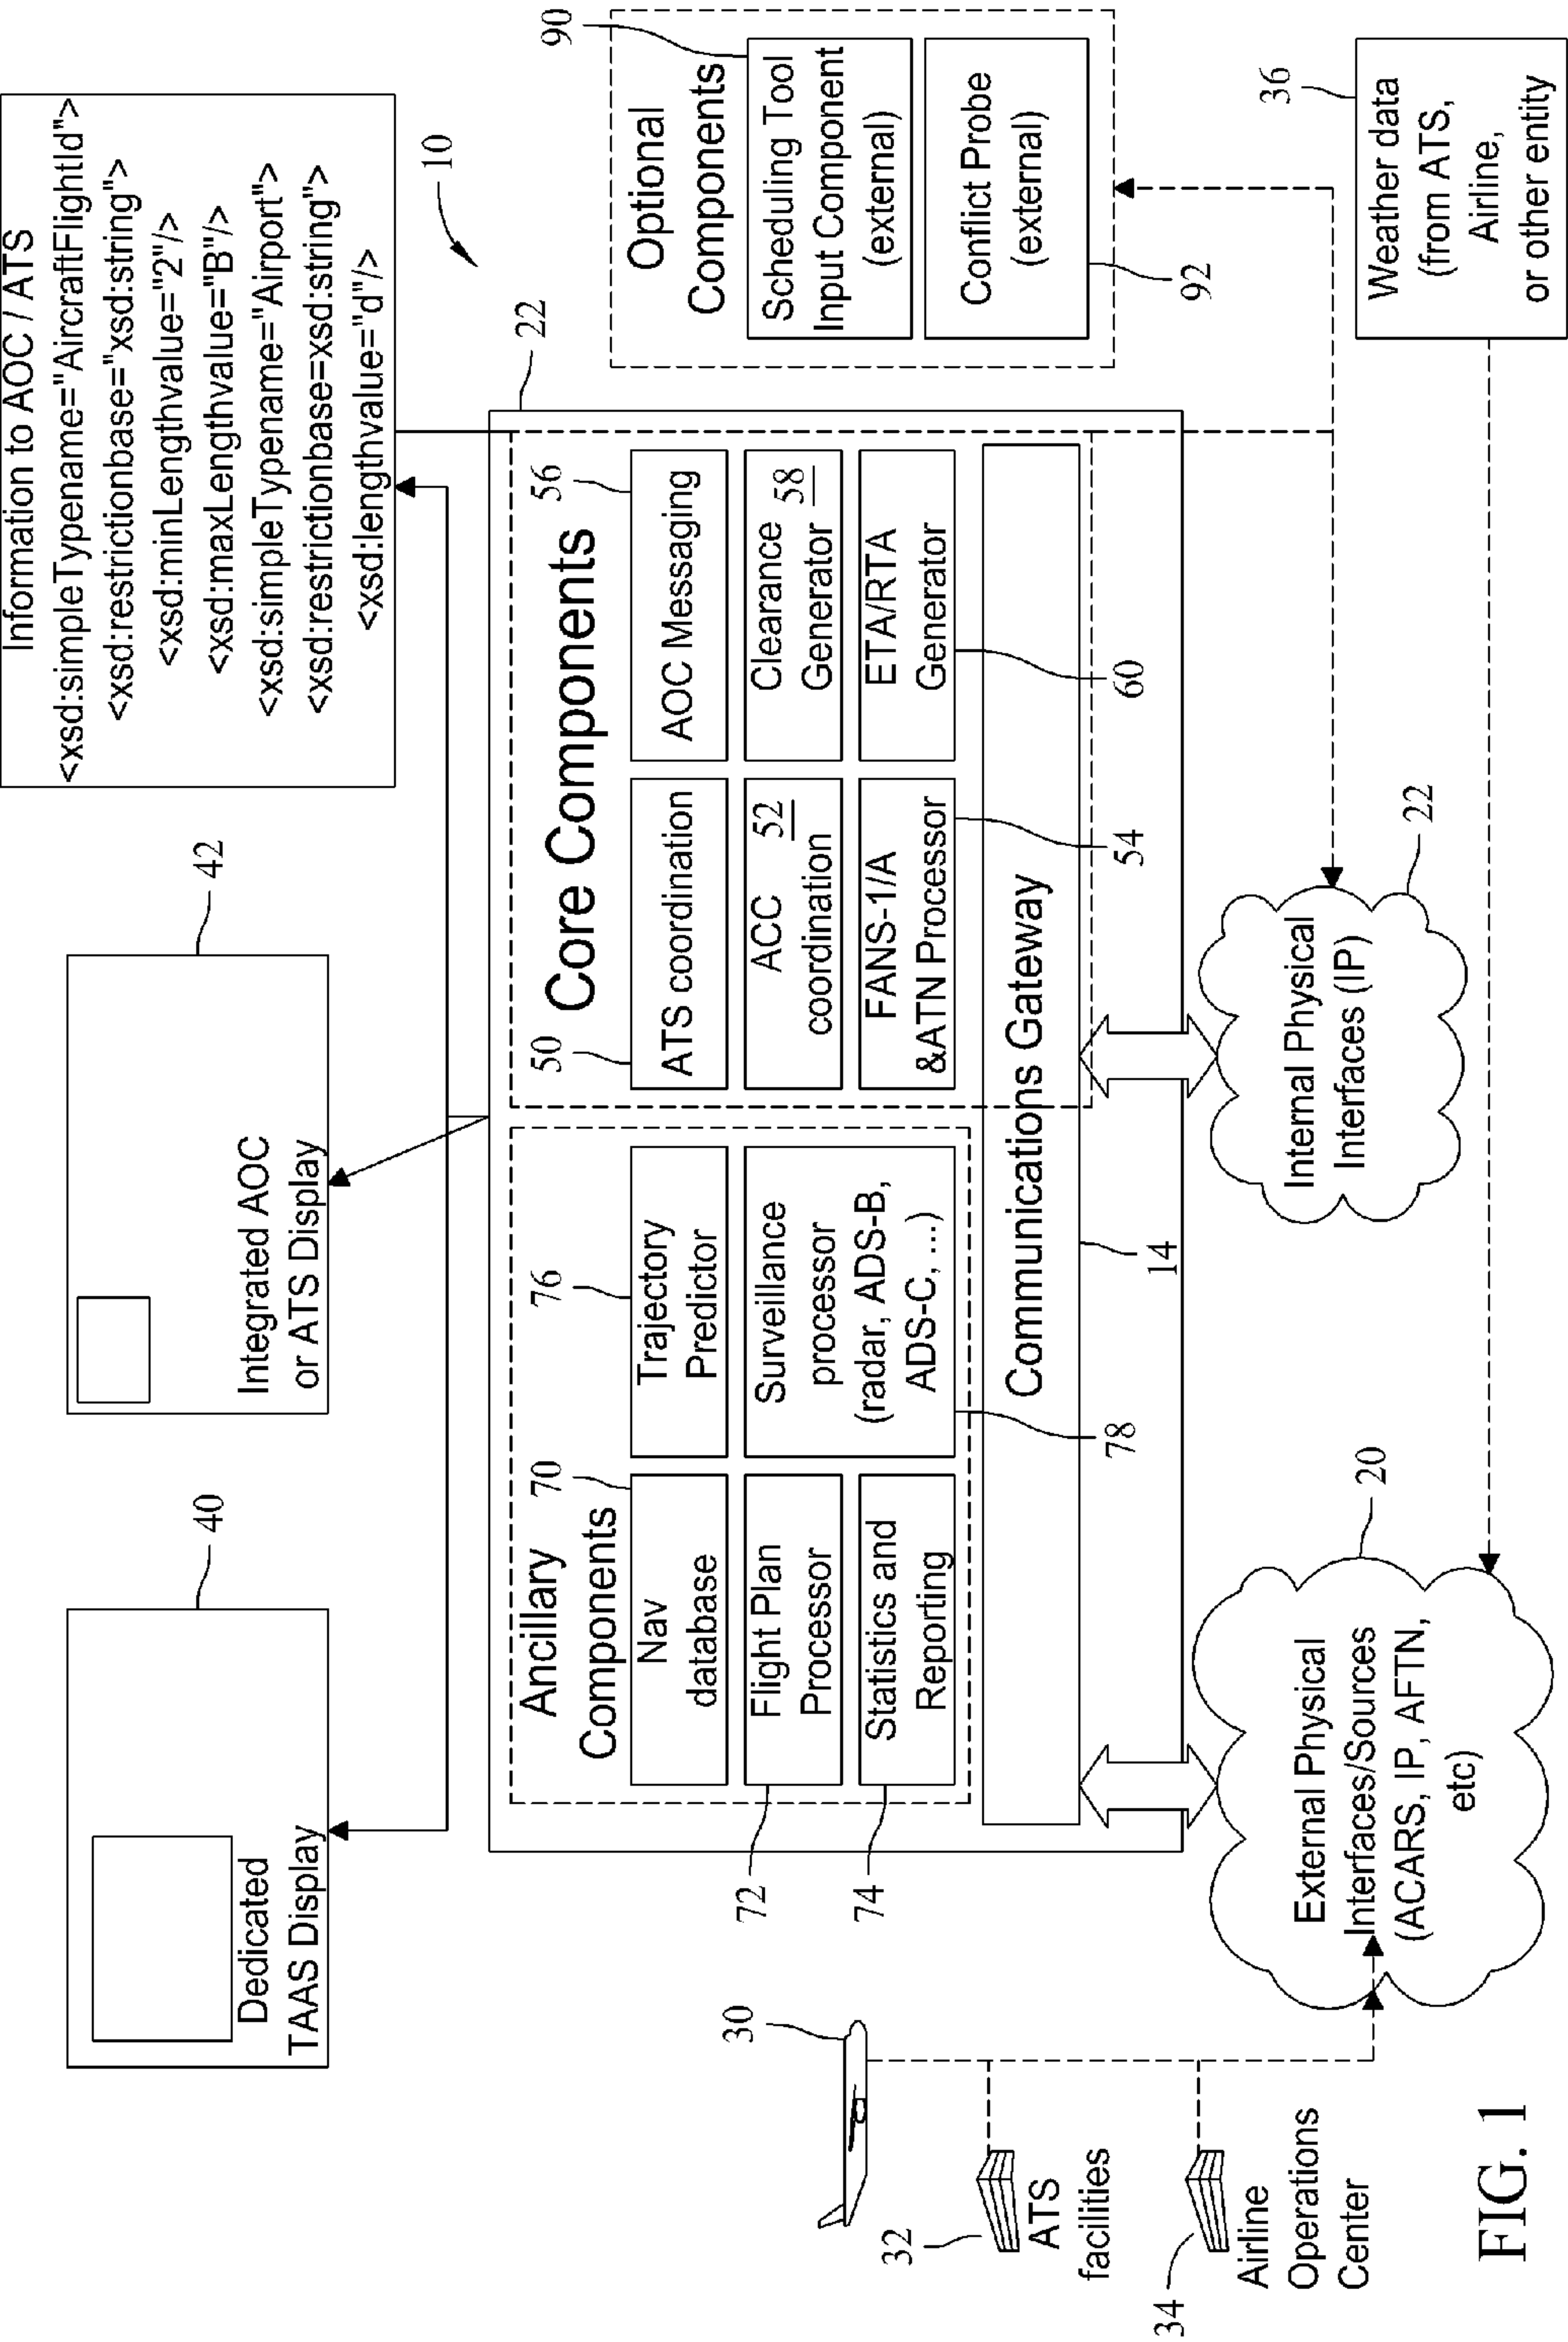 40
Dedicated
TAAS Display
42
Integrated AOC
or ATS Display
Information to AOC / ATS
<xsd:simpleTypename="AircraftFlightId">
<xsd:restrictionbase="xsd:string">
<xsd:minLengthvalue="2"/>
<xsd:maxLengthvalue="B"/>
<xsd:simpleTypename="Airport">
<xsd:restrictionbase=xsd:string">
<xsd:lengthvalue="d"/>
10
22
Ancillary
Components
70
Nav
database
72
Flight Plan
Processor
74
Statistics and
Reporting
76
Trajectory
Predictor
Surveillance
processor
(radar, ADS-B,
ADS-C, ...)
78
Core Components
50
ATS coordination
56
AOC Messaging
ACC 52
coordination
Clearance
Generator 58
FANS-1/A
&ATN Processor
54
ETA/RTA
Generator
60
Communications Gateway
14
90
Optional
Components
Scheduling Tool
Input Component
(external)
Conflict Probe
(external)
92
30
32
ATS
facilities
34
Airline
Operations
Center
20
External Physical
Interfaces/Sources
(ACARS, IP, AFTN,
etc)
22
Internal Physical
Interfaces (IP)
36
Weather data
(from ATS,
Airline,
or other entity
FIG. 1